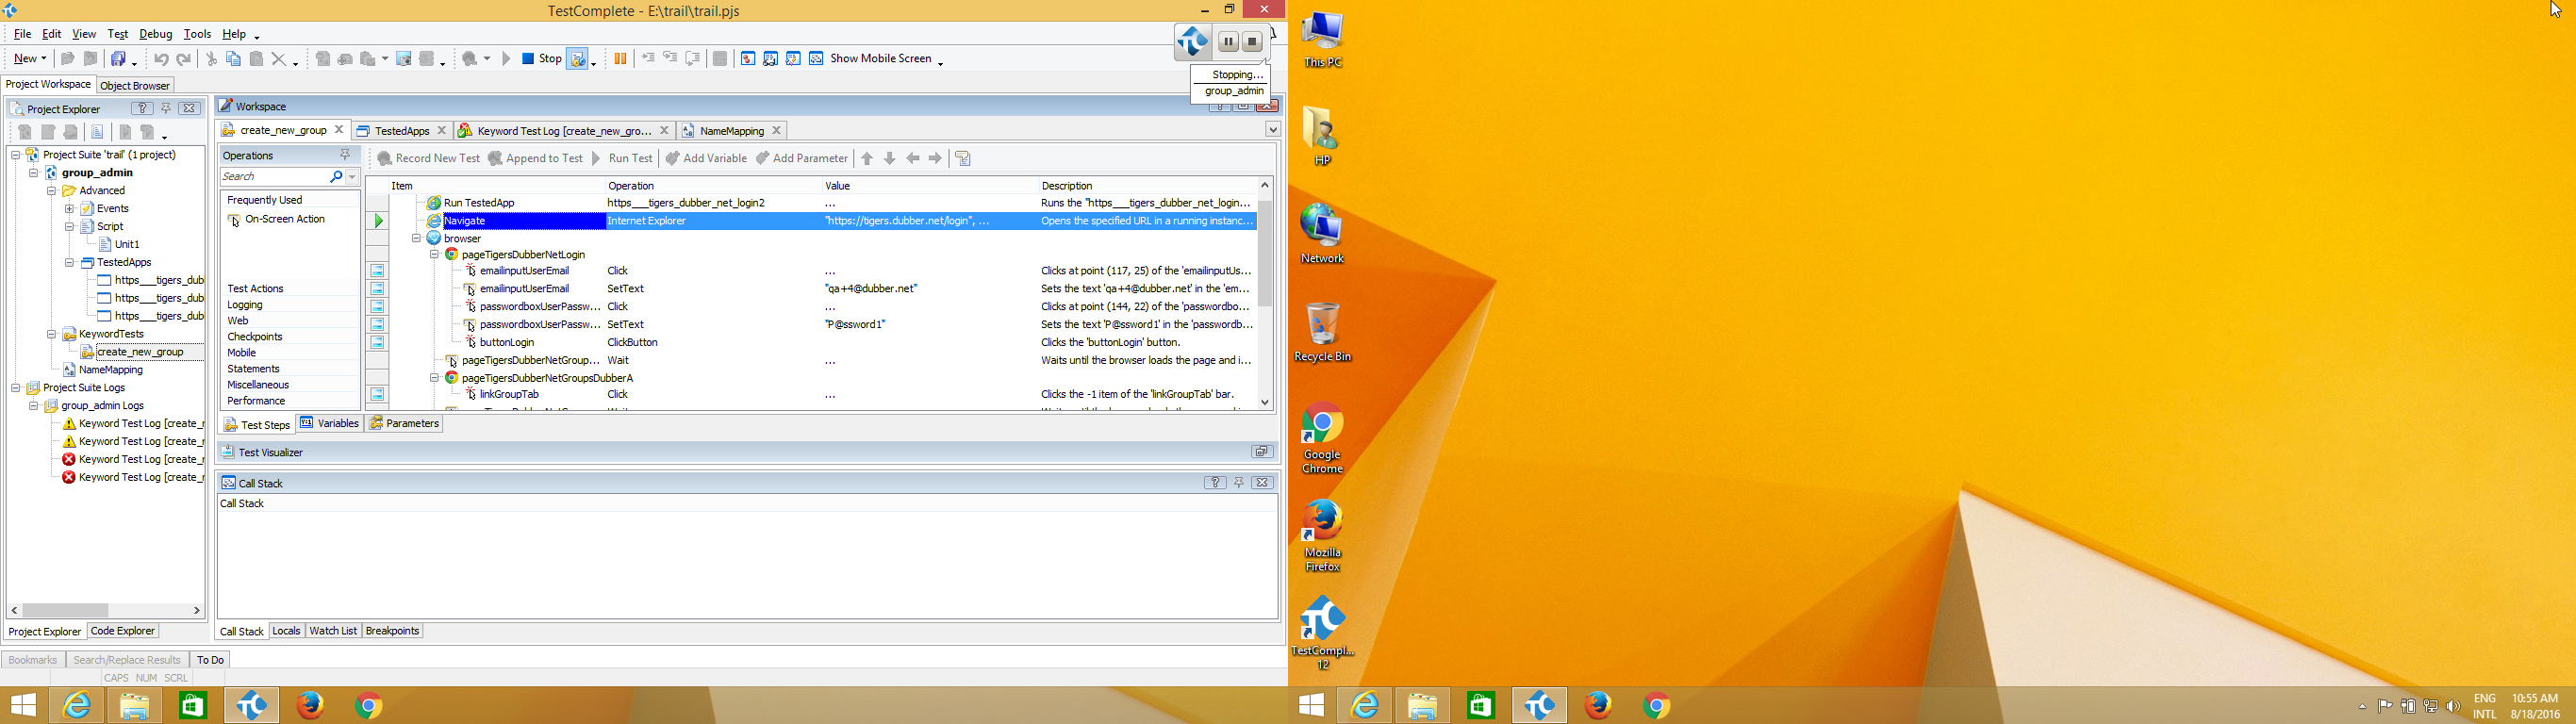 TestComplete - E:\trail\trail.pjs
File Edit View Test Debug Tools Help
New Stop Show Mobile Screen
Stopping...
group_admin
Project Workspace Object Browser
Project Explorer
Workspace
create_new_group TestedApps Keyword Test Log [create_new_gro... NameMapping
Project Suite 'trail' (1 project)
group_admin
Advanced
Events
Script
Unit1
TestedApps
https___tigers_dub
https___tigers_dub
https___tigers_dub
KeywordTests
create_new_group
NameMapping
Project Suite Logs
group_admin Logs
Keyword Test Log [create_r
Keyword Test Log [create_r
Keyword Test Log [create_r
Keyword Test Log [create_r
Project Explorer Code Explorer
Operations
Search
Frequently Used
On-Screen Action
Test Actions
Logging
Web
Checkpoints
Mobile
Statements
Miscellaneous
Performance
Record New Test Append to Test Run Test Add Variable Add Parameter
Item Operation Value Description
Run TestedApp https___tigers_dubber_net_login2 ... Runs the "https___tigers_dubber_net_login...
Navigate Internet Explorer "https://tigers.dubber.net/login", ... Opens the specified URL in a running instanc...
browser
pageTigersDubberNetLogin
emailinputUserEmail Click ... Clicks at point (117, 25) of the 'emailinputUs...
emailinputUserEmail SetText "qa+4@dubber.net" Sets the text 'qa+4@dubber.net' in the 'em...
passwordboxUserPassw... Click ... Clicks at point (144, 22) of the 'passwordbo...
passwordboxUserPassw... SetText "P@ssword1" Sets the text 'P@ssword1' in the 'passwordb...
buttonLogin ClickButton Clicks the 'buttonLogin' button.
pageTigersDubberNetGroup... Wait ... Waits until the browser loads the page and i...
pageTigersDubberNetGroupsDubberA
linkGroupTab Click ... Clicks the -1 item of the 'linkGroupTab' bar.
Test Steps Variables Parameters
Test Visualizer
Call Stack
Call Stack
Call Stack Locals Watch List Breakpoints
Bookmarks Search/Replace Results To Do
CAPS NUM SCRL
This PC
HP
Network
Recycle Bin
Google
Chrome
Mozilla
Firefox
TestCompl...
12
ENG
INTL
10:55 AM
8/18/2016